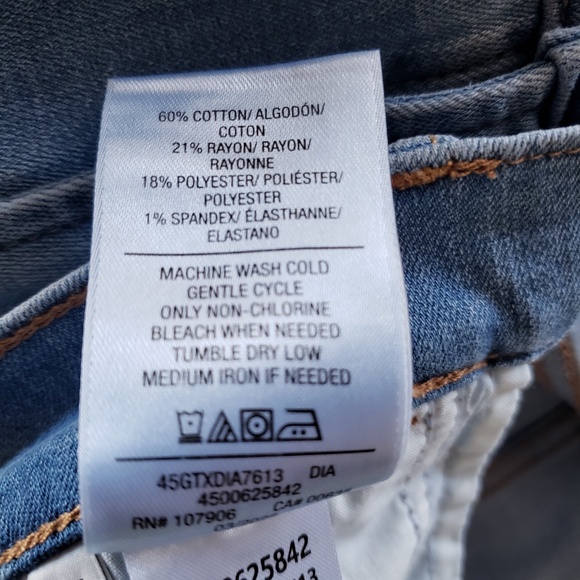 60% COTTON/ ALGODÓN/
COTON
21% RAYON/ RAYON/
RAYONNE
18% POLYESTER/ POLIÉSTER/
POLYESTER
1% SPANDEX/ ÉLASTHANNE/
ELASTANO
MACHINE WASH COLD
GENTLE CYCLE
ONLY NON-CHLORINE
BLEACH WHEN NEEDED
TUMBLE DRY LOW
MEDIUM IRON IF NEEDED
45GTXDIA7613 DIA
4500625842
RN# 107906 CA#